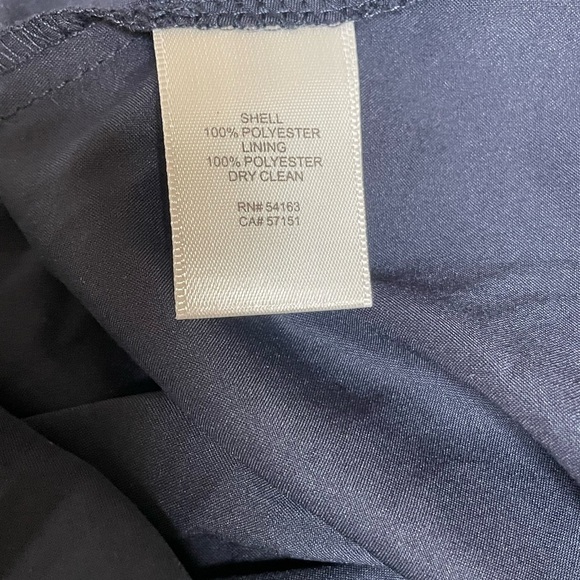 SHELL
100% POLYESTER
LINING
100% POLYESTER
DRY CLEAN
RN# 54163
CA# 57151